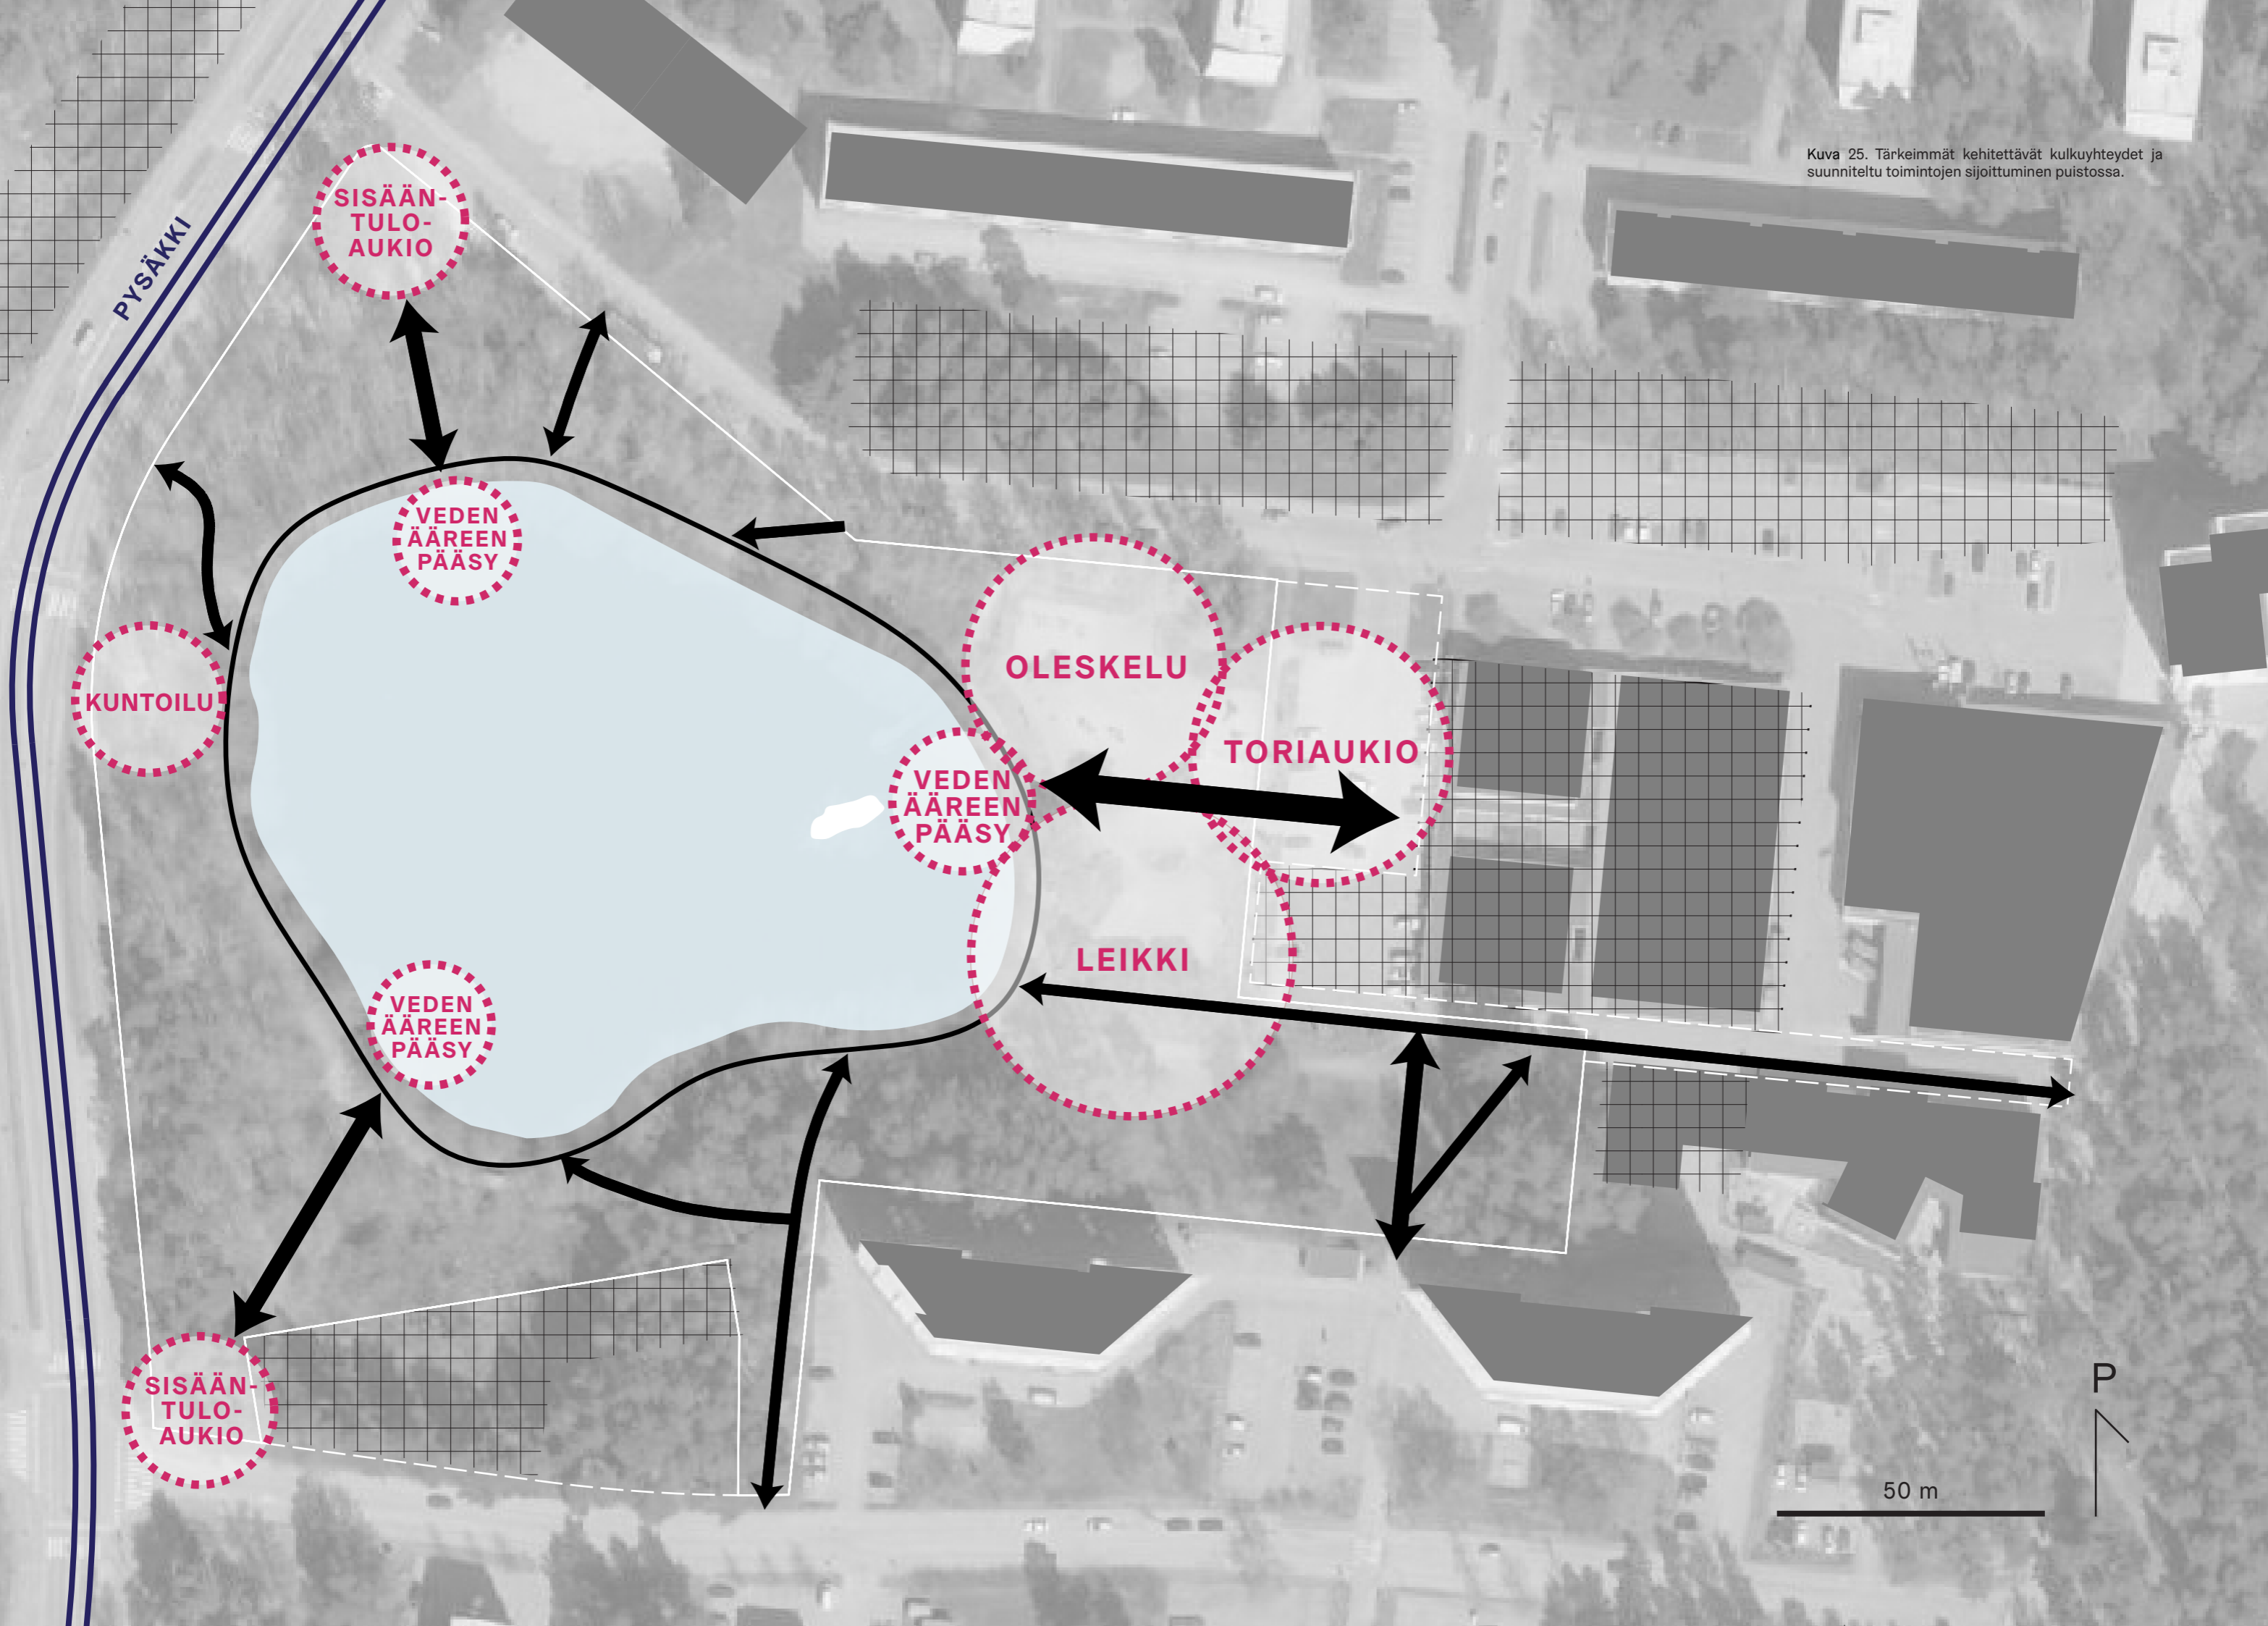 Kuva 25. Tärkeimmät kehitettävät kulkuyhteydet ja
suunniteltu toimintojen sijoittuminen puistossa.
SISÄÄN-
TULO-
AUKIO
PYSÄKKI
VEDEN
ÄÄREEN
PÄÄSY
OLESKELU
KUNTOILU
TORIAUKIO
VEDEN
ÄÄREEN
PÄÄSY
LEIKKI
VEDEN
ÄÄREEN
PÄÄSY
SISÄÄN-
TULO-
AUKIO
P
50 m